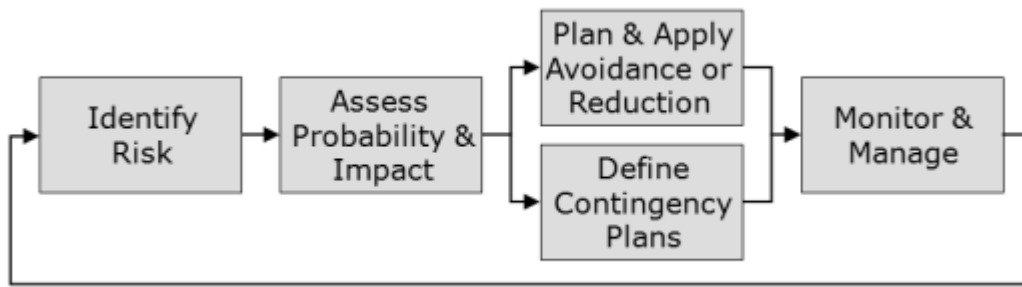 Identify
Risk
Assess
Probability &
Impact
Plan & Apply
Avoidance or
Reduction
Define
Contingency
Plans
Monitor &
Manage